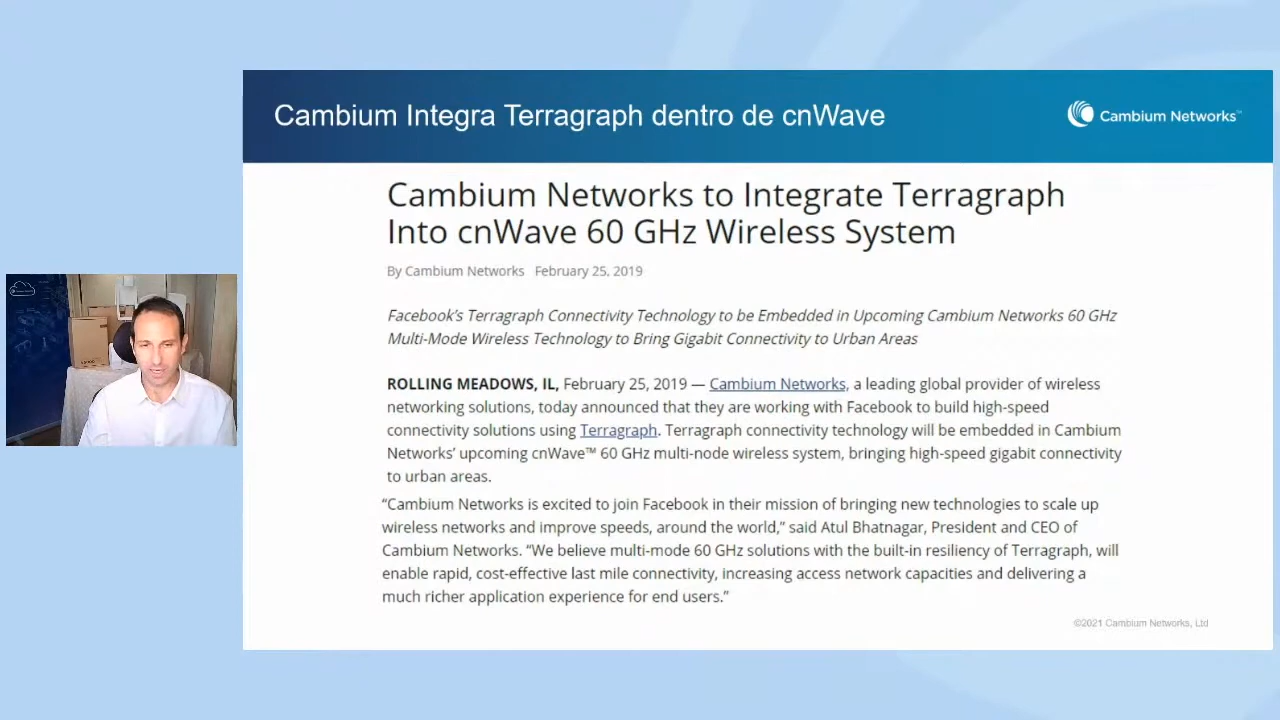 Cambium Integra Terragraph dentro de cnWave
Cambium Networks™
Cambium Networks to Integrate Terragraph
Into cnWave 60 GHz Wireless System
By Cambium Networks February 25, 2019
Facebook's Terragraph Connectivity Technology to be Embedded in Upcoming Cambium Networks 60 GHz
Multi-Mode Wireless Technology to Bring Gigabit Connectivity to Urban Areas
ROLLING MEADOWS, IL, February 25, 2019 — Cambium Networks, a leading global provider of wireless
networking solutions, today announced that they are working with Facebook to build high-speed
connectivity solutions using Terragraph. Terragraph connectivity technology will be embedded in Cambium
Networks' upcoming cnWave™ 60 GHz multi-node wireless system, bringing high-speed gigabit connectivity
to urban areas.
“Cambium Networks is excited to join Facebook in their mission of bringing new technologies to scale up
wireless networks and improve speeds, around the world,” said Atul Bhatnagar, President and CEO of
Cambium Networks. “We believe multi-mode 60 GHz solutions with the built-in resiliency of Terragraph, will
enable rapid, cost-effective last mile connectivity, increasing access network capacities and delivering a
much richer application experience for end users.”
©2021 Cambium Networks, Ltd